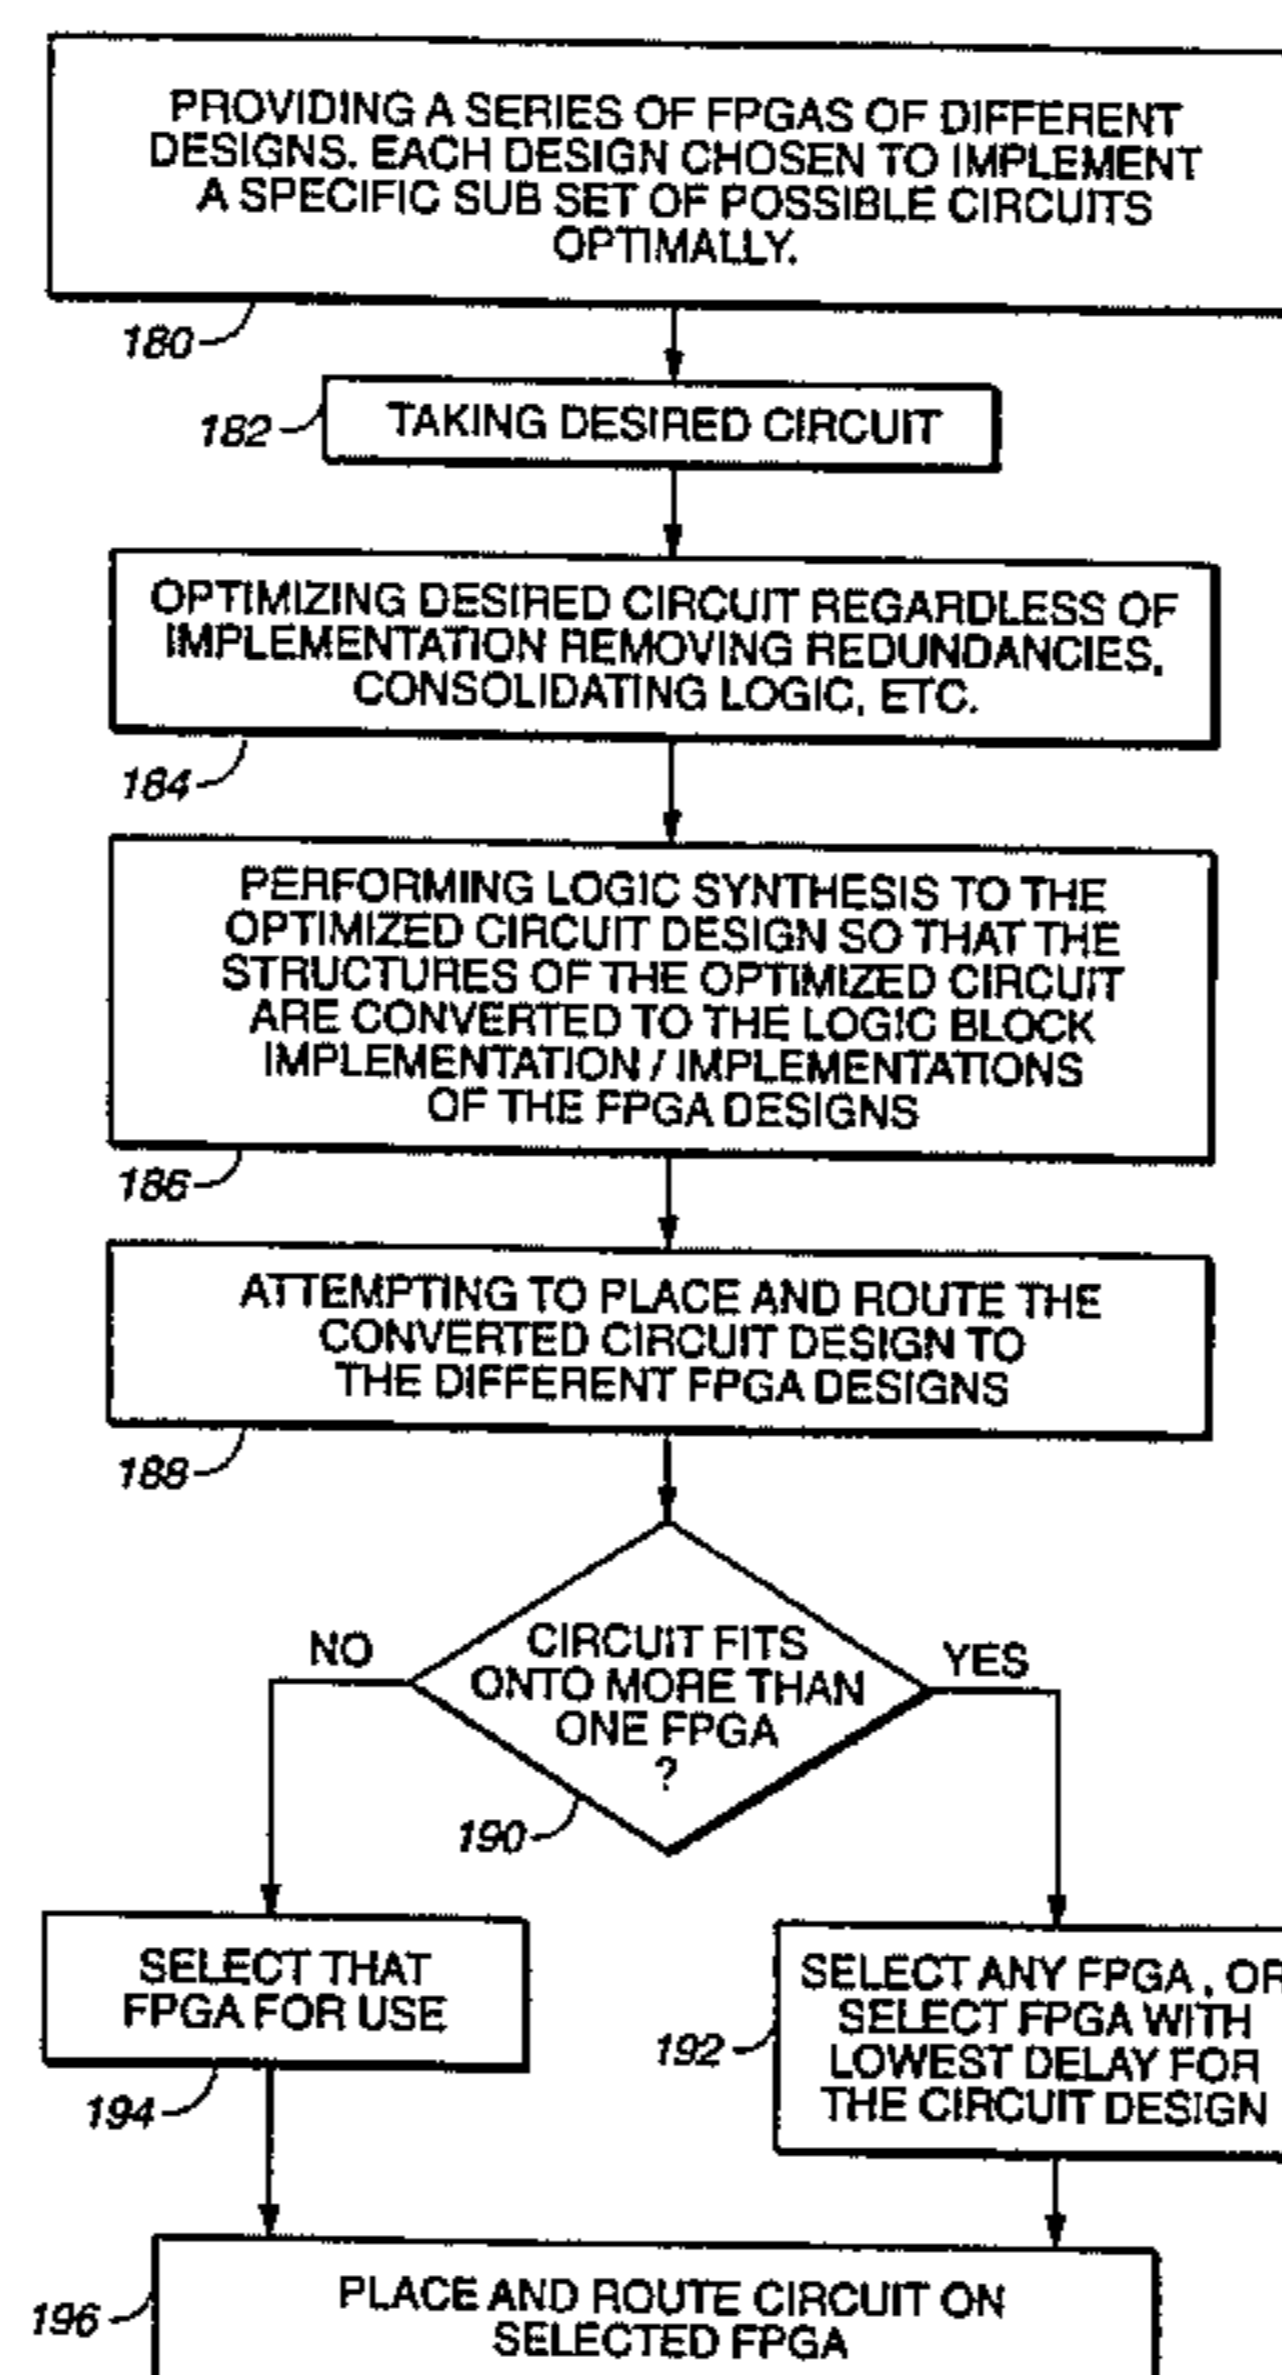 PROVIDING A SERIES OF FPGAS OF DIFFERENT
DESIGNS. EACH DESIGN CHOSEN TO IMPLEMENT
A SPECIFIC SUB SET OF POSSIBLE CIRCUITS
OPTIMALLY.
180
182
TAKING DESIRED CIRCUIT
OPTIMIZING DESIRED CIRCUIT REGARDLESS OF
IMPLEMENTATION REMOVING REDUNDANCIES,
CONSOLIDATING LOGIC, ETC.
184
PERFORMING LOGIC SYNTHESIS TO THE
OPTIMIZED CIRCUIT DESIGN SO THAT THE
STRUCTURES OF THE OPTIMIZED CIRCUIT
ARE CONVERTED TO THE LOGIC BLOCK
IMPLEMENTATION / IMPLEMENTATIONS
OF THE FPGA DESIGNS
186
ATTEMPTING TO PLACE AND ROUTE THE
CONVERTED CIRCUIT DESIGN TO
THE DIFFERENT FPGA DESIGNS
188
NO
CIRCUIT FITS
ONTO MORE THAN
ONE FPGA
?
YES
190
SELECT THAT
FPGA FOR USE
194
SELECT ANY FPGA, OR
SELECT FPGA WITH
LOWEST DELAY FOR
THE CIRCUIT DESIGN
192
196
PLACE AND ROUTE CIRCUIT ON
SELECTED FPGA